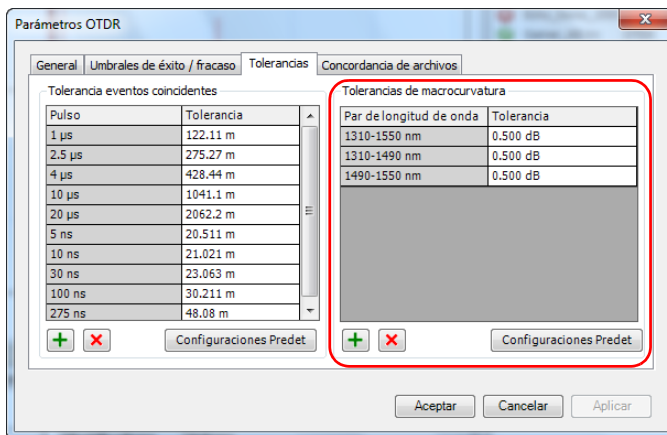 Parámetros OTDR
General Umbrales de éxito / fracaso Tolerancias Concordancia de archivos
Tolerancia eventos coincidentes
Pulso Tolerancia
1 µs 122.11 m
2.5 µs 275.27 m
4 µs 428.44 m
10 µs 1041.1 m
20 µs 2062.2 m
5 ns 20.511 m
10 ns 21.021 m
30 ns 23.063 m
100 ns 30.211 m
275 ns 48.08 m
Configuraciones Predet
Tolerancias de macrocurvatura
Par de longitud de onda Tolerancia
1310-1550 nm 0.500 dB
1310-1490 nm 0.500 dB
1490-1550 nm 0.500 dB
Configuraciones Predet
Aceptar Cancelar Aplicar